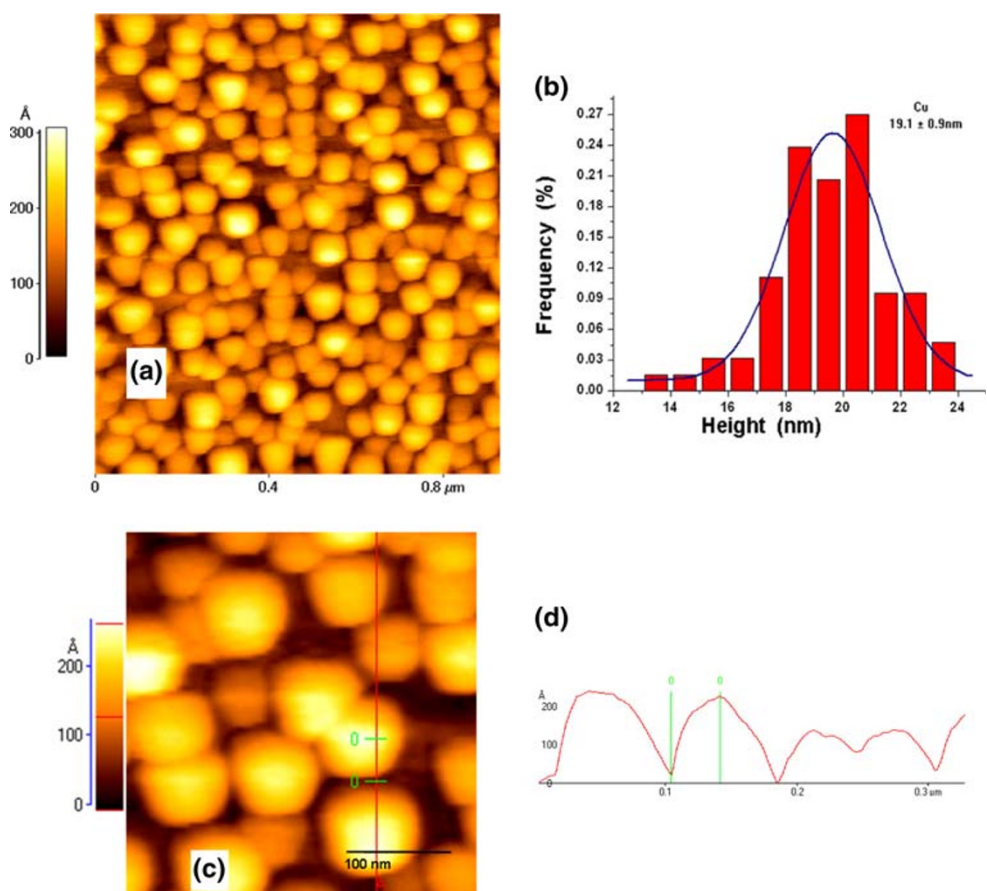 Å
300
200
100
0
(a)
0
0.4
0.8 μm
(b)
Cu
19.1 ± 0.9nm
Frequency (%)
0.27
0.24
0.21
0.18
0.15
0.12
0.09
0.06
0.03
0.00
12
14
16
18
20
22
24
Height (nm)
Å
200
100
0
0
0
100 nm
(c)
(d)
0
0
Å
200
100
0
0.1
0.2
0.3 μm